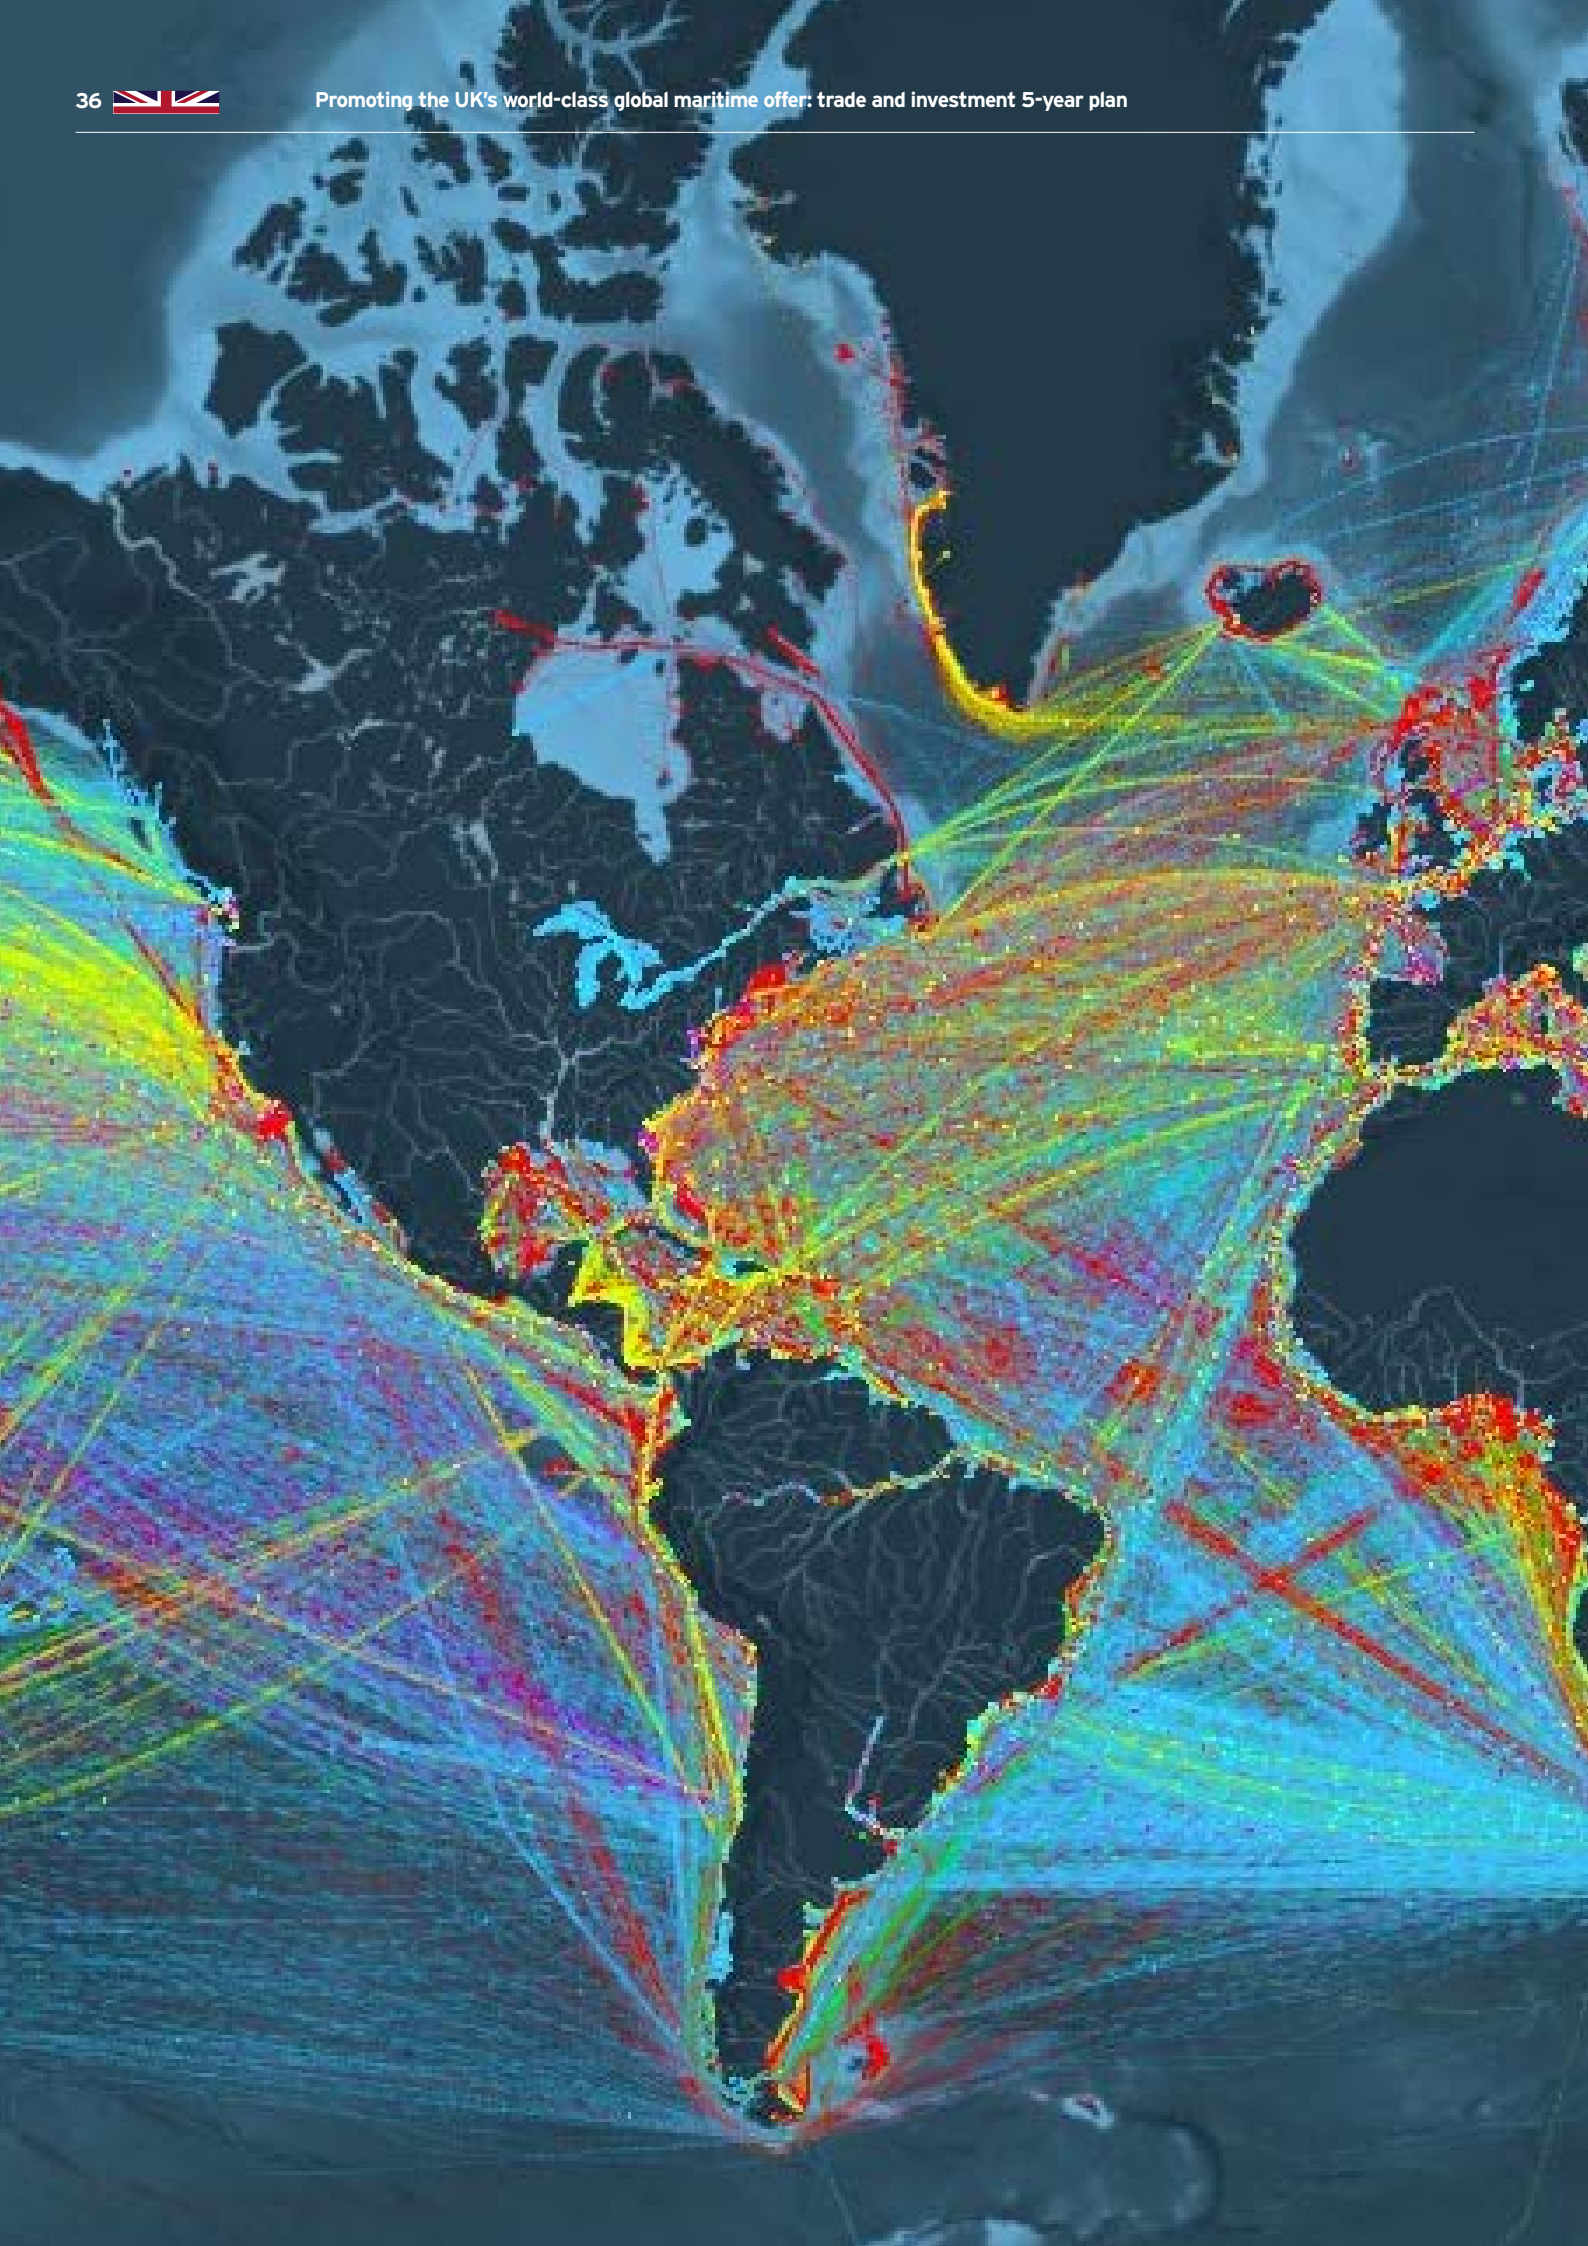 36
Promoting the UK's world-class global maritime offer: trade and investment 5-year plan